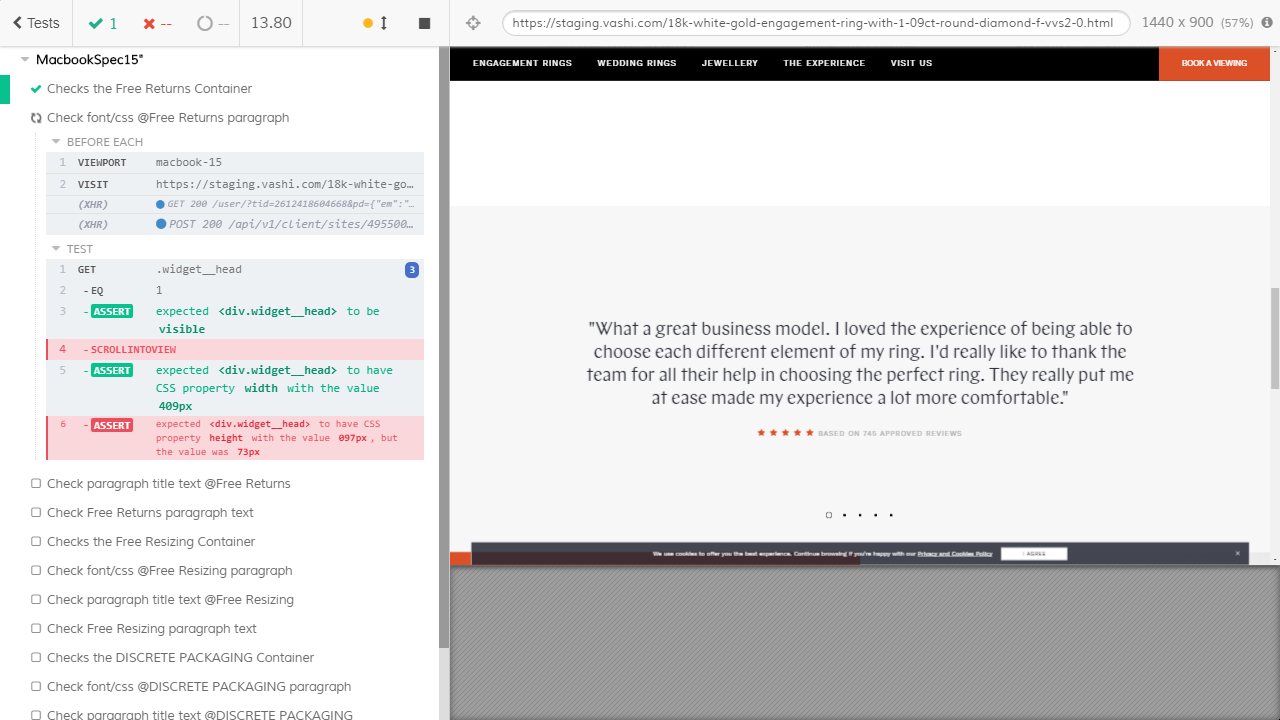 Tests
1
--
--
13.80
https://staging.vashi.com/18k-white-gold-engagement-ring-with-1-09ct-round-diamond-f-vvs2-0.html
1440 x 900 (57%)
MacbookSpec15"
Checks the Free Returns Container
Check font/css @Free Returns paragraph
BEFORE EACH
1 VIEWPORT macbook-15
2 VISIT https://staging.vashi.com/18k-white-go…
(XHR) GET 200 /user/?tid=2612418604668&pd={"em":"…
(XHR) POST 200 /api/v1/client/sites/495500…
TEST
1 GET .widget__head 3
2 -EQ 1
3 -ASSERT expected <div.widget__head> to be
visible
4 -SCROLLINTOVIEW
5 -ASSERT expected <div.widget__head> to have
CSS property width with the value
409px
6 -ASSERT expected <div.widget__head> to have CSS
property hight with the value 097px, but
the value was 73px
Check paragraph title text @Free Returns
Check Free Returns paragraph text
Checks the Free Resizing Container
Check font/css @Free Resizing paragraph
Check paragraph title text @Free Resizing
Check Free Resizing paragraph text
Checks the DISCRETE PACKAGING Container
Check font/css @DISCRETE PACKAGING paragraph
Check paragraph title text @DISCRETE PACKAGING
ENGAGEMENT RINGS WEDDING RINGS JEWELLERY THE EXPERIENCE VISIT US
BOOK A VIEWING
"What a great business model. I loved the experience of being able to
choose each different element of my ring. I'd really like to thank the
team for all their help in choosing the perfect ring. They really put me
at ease made my experience a lot more comfortable."
BASED ON 745 APPROVED REVIEWS
We use cookies to offer you the best experience. Continue browsing if you're happy with our Privacy and Cookies Policy
I AGREE
×